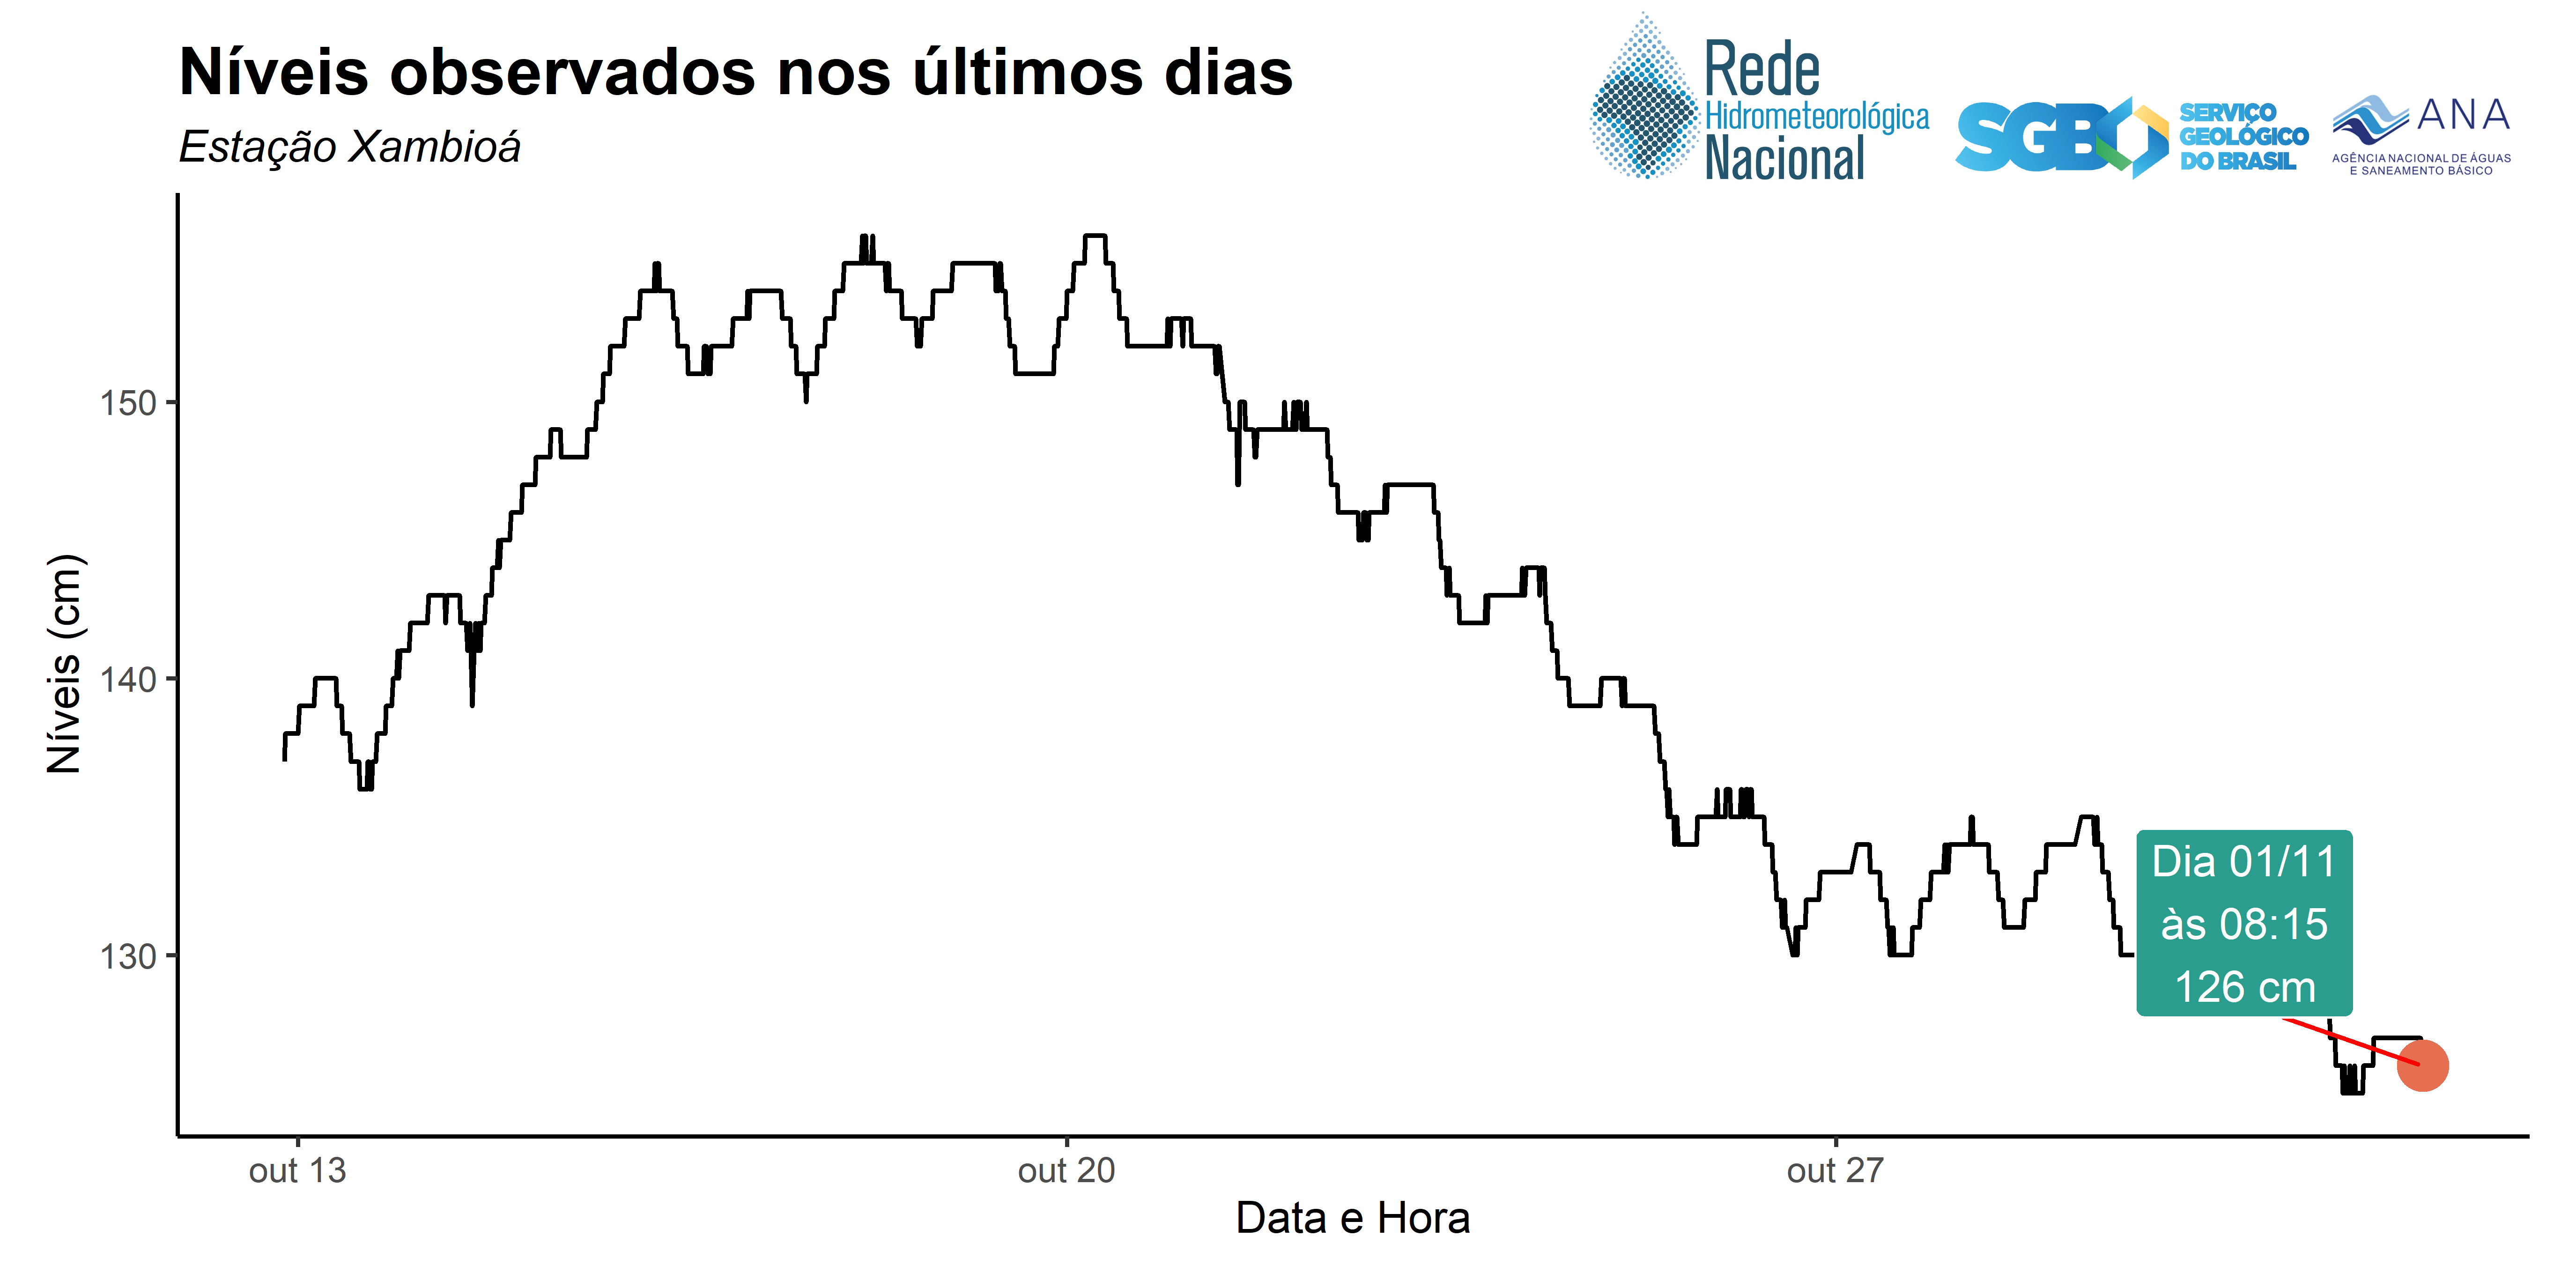 Níveis observados nos últimos dias
Estação Xambioá
Rede
Hidrometeorológica
Nacional
SGB
SERVIÇO
GEOLÓGICO
DO BRASIL
ANA
AGÊNCIA NACIONAL DE ÁGUAS
E SANEAMENTO BÁSICO
Níveis (cm)
150
140
130
Dia 01/11
às 08:15
126 cm
out 13
out 20
out 27
Data e Hora